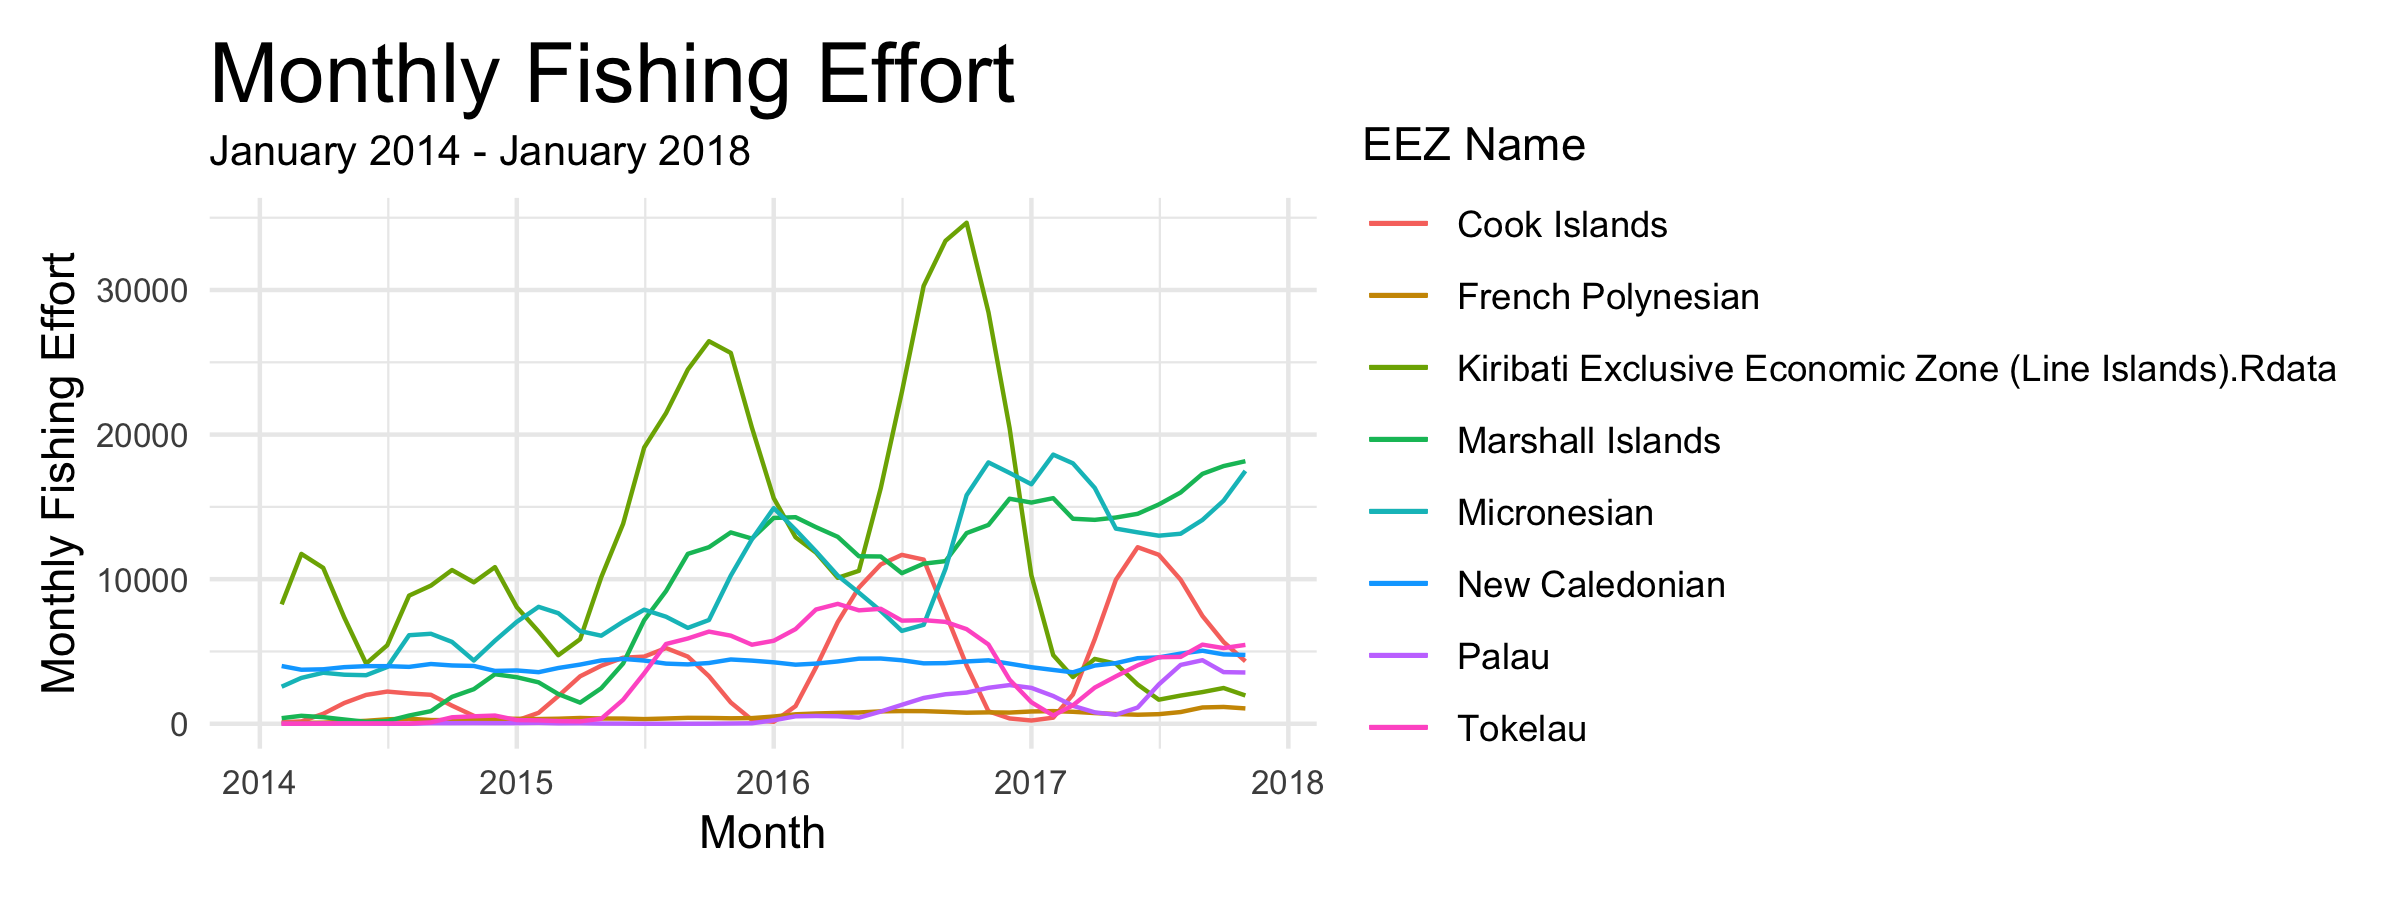 Monthly Fishing Effort
January 2014 - January 2018
Monthly Fishing Effort
30000
20000
10000
0
2014 2015 2016 2017 2018
Month
EEZ Name
Cook Islands
French Polynesian
Kiribati Exclusive Economic Zone (Line Islands).Rdata
Marshall Islands
Micronesian
New Caledonian
Palau
Tokelau